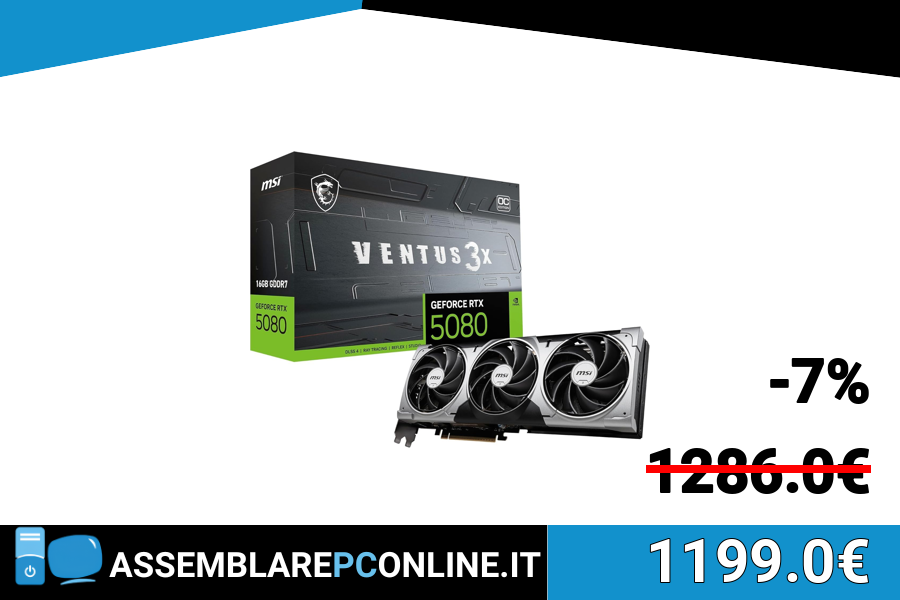 msi
OC
EDITION
VENTUS 3X
16GB GDDR7
GEFORCE RTX
5080
GEFORCE RTX
5080
msi
msi
msi
-7%
1286.0€
ASSEMBLAREPCONLINE.IT
1199.0€